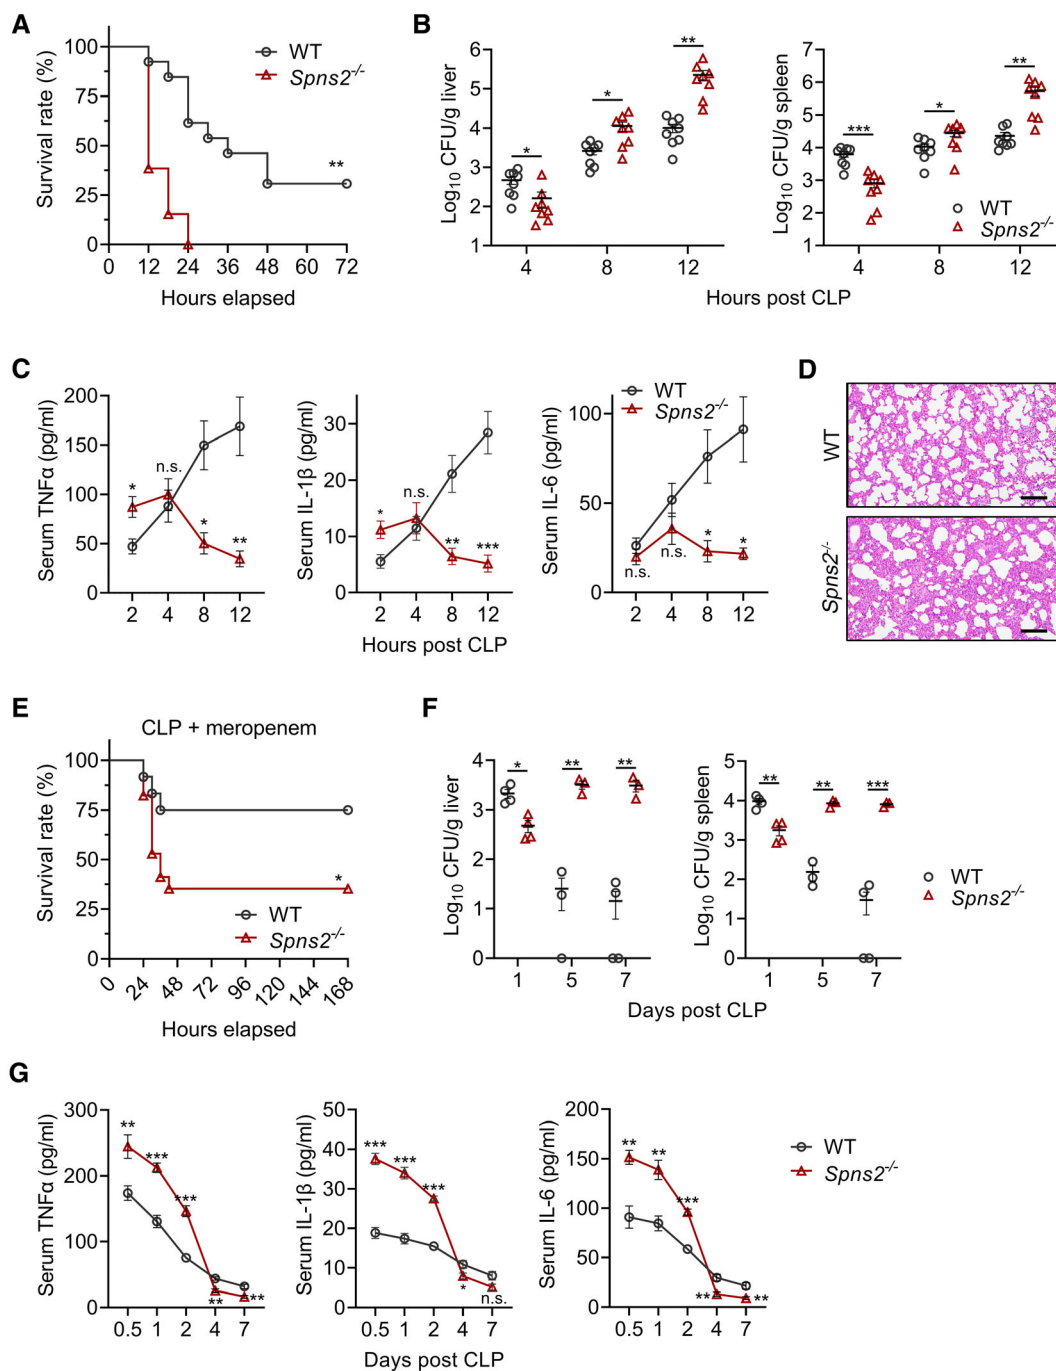 A
Survival rate (%)
100
75
50
25
0
0 12 24 36 48 60 72
Hours elapsed
WT
Spns2-/-
**
B
Log10 CFU/g liver
6
5
4
3
2
1
*
*
**
4 8 12
Log10 CFU/g spleen
7
6
5
4
3
2
1
***
*
**
WT
Spns2-/-
4 8 12
Hours post CLP
C
Serum TNFα (pg/ml)
200
150
100
50
0
*
n.s.
*
**
2 4 8 12
Serum IL-1β (pg/ml)
30
20
10
0
*
n.s.
**
***
2 4 8 12
Hours post CLP
Serum IL-6 (pg/ml)
100
50
0
WT
Spns2-/-
n.s.
n.s.
*
*
2 4 8 12
D
WT
Spns2-/-
E
CLP + meropenem
Survival rate (%)
100
75
50
25
0
*
WT
Spns2-/-
0 24 48 72 96 120 144 168
Hours elapsed
F
Log10 CFU/g liver
4
3
2
1
0
*
**
**
1 5 7
Log10 CFU/g spleen
5
4
3
2
1
0
**
**
***
1 5 7
WT
Spns2-/-
Days post CLP
G
Serum TNFα (pg/ml)
300
200
100
0
**
***
***
**
**
0.5 1 2 4 7
Serum IL-1β (pg/ml)
50
40
30
20
10
0
***
***
***
*
n.s.
0.5 1 2 4 7
Days post CLP
Serum IL-6 (pg/ml)
200
150
100
50
0
**
**
***
**
**
0.5 1 2 4 7
WT
Spns2-/-